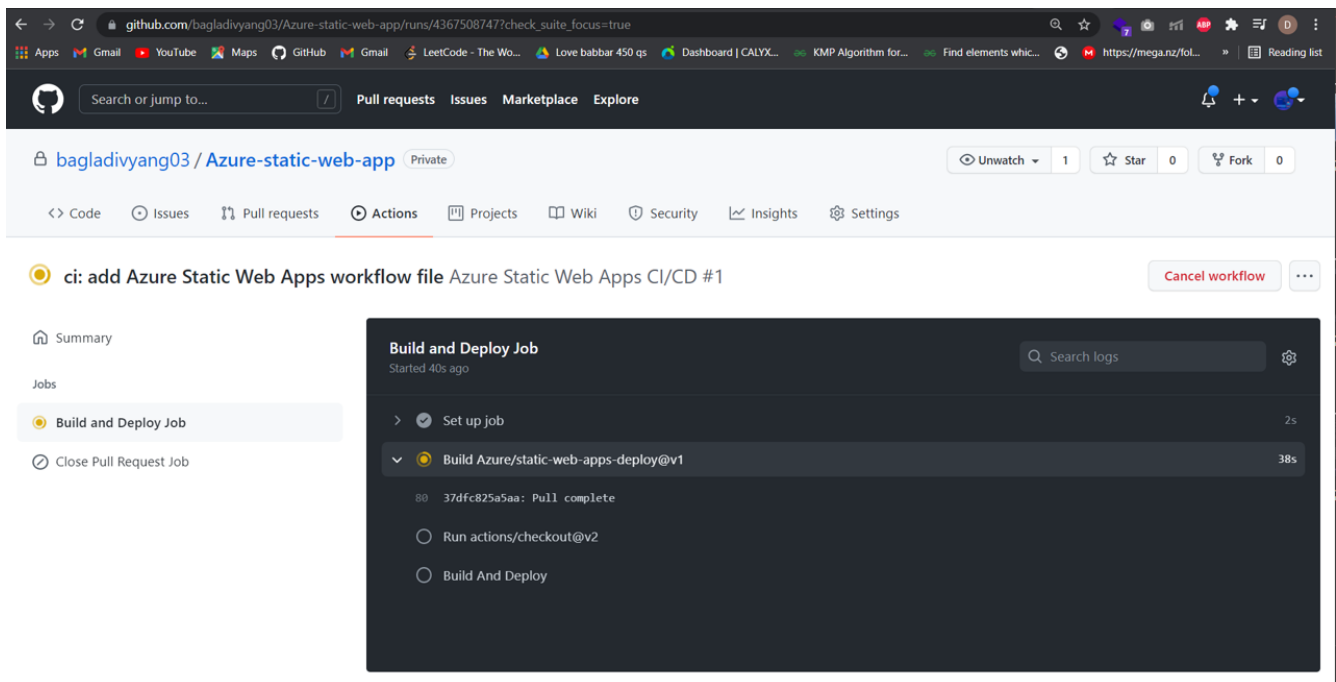 github.com/bagladivyang03/Azure-static-web-app/runs/4367508747?check_suite_focus=true
7 ABP D
Apps Gmail YouTube Maps GitHub Gmail LeetCode - The Wo... Love babbar 450 qs Dashboard | CALYX... KMP Algorithm for... Find elements whic... https://mega.nz/fol... » Reading list
Search or jump to... / Pull requests Issues Marketplace Explore
bagladivyang03 / Azure-static-web-app Private Unwatch 1 Star 0 Fork 0
Code Issues Pull requests Actions Projects Wiki Security Insights Settings
ci: add Azure Static Web Apps workflow file Azure Static Web Apps CI/CD #1 Cancel workflow ...
Summary
Jobs
Build and Deploy Job
Close Pull Request Job
Build and Deploy Job
Started 40s ago
Search logs
Set up job 2s
Build Azure/static-web-apps-deploy@v1 38s
80 37dfc825a5aa: Pull complete
Run actions/checkout@v2
Build And Deploy